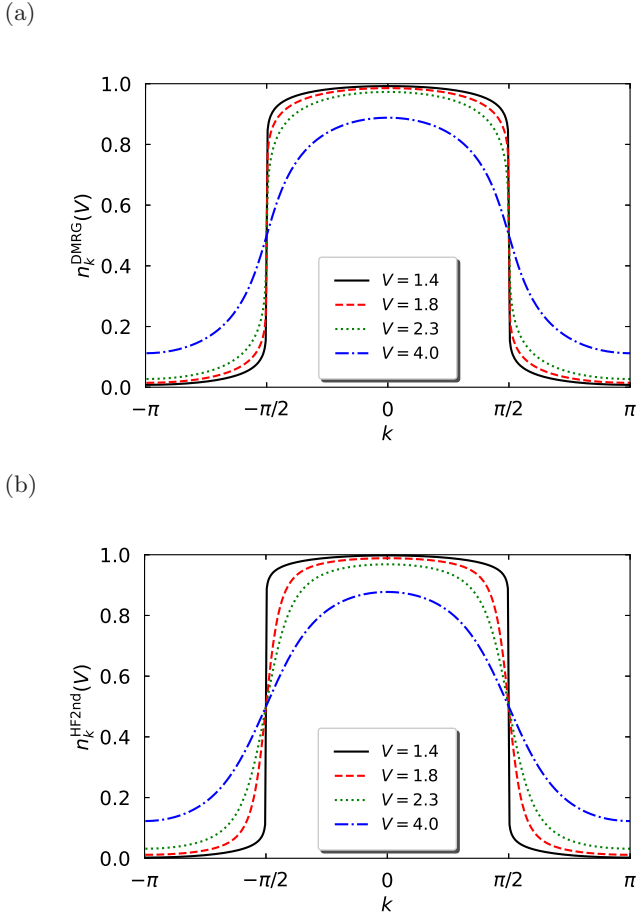 (a)
1.0
0.8
0.6
0.4
0.2
0.0
n_k^DMRG(V)
V = 1.4
V = 1.8
V = 2.3
V = 4.0
−π −π/2 0 π/2 π
k
(b)
1.0
0.8
0.6
0.4
0.2
0.0
n_k^HF2nd(V)
V = 1.4
V = 1.8
V = 2.3
V = 4.0
−π −π/2 0 π/2 π
k